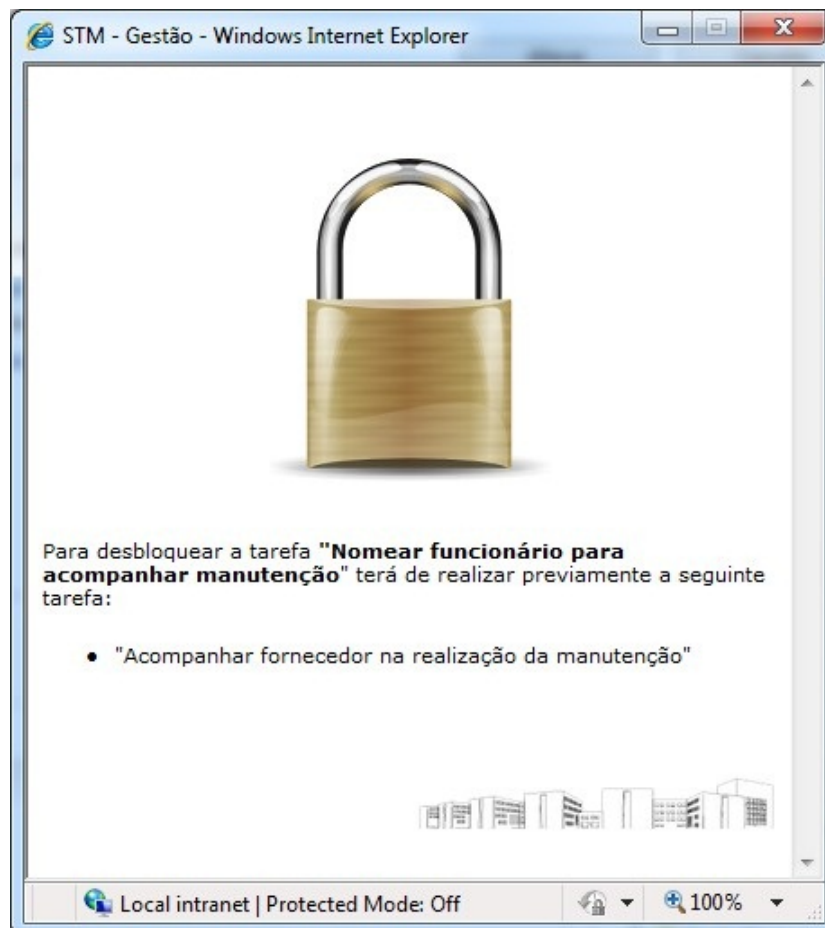 STM - Gestão - Windows Internet Explorer
Para desbloquear a tarefa "Nomear funcionário para
acompanhar manutenção" terá de realizar previamente a seguinte
tarefa:
"Acompanhar fornecedor na realização da manutenção"
Local intranet | Protected Mode: Off
100%